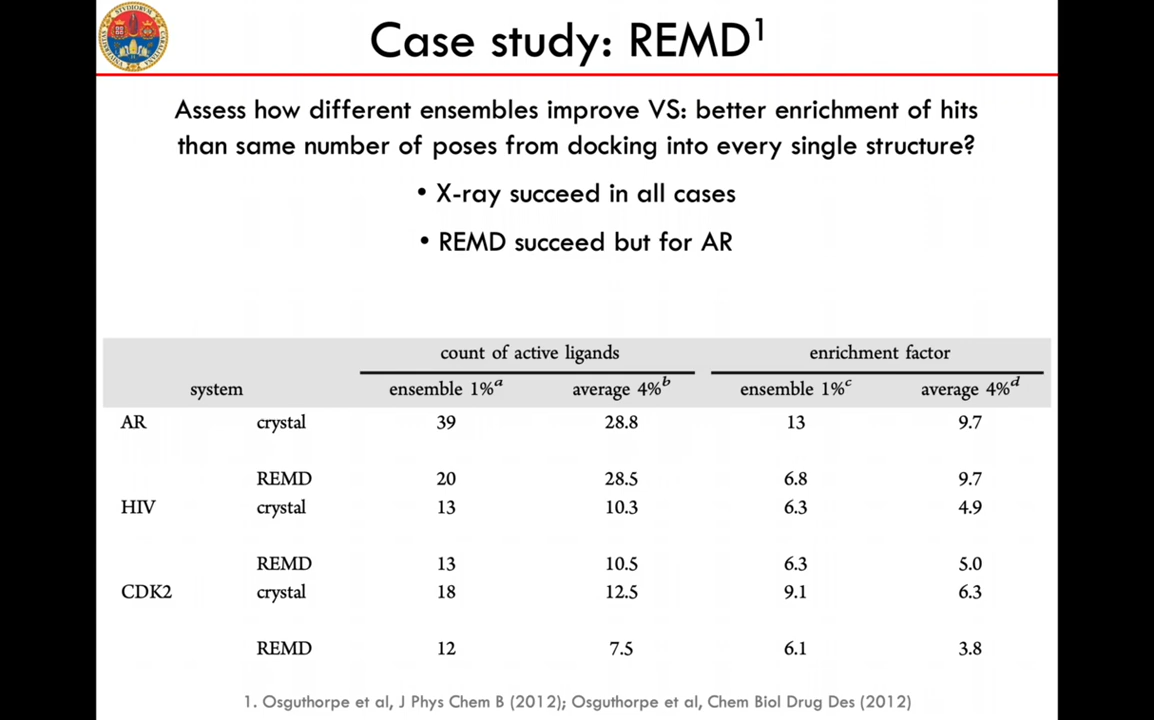 Case study: REMD1
Assess how different ensembles improve VS: better enrichment of hits
than same number of poses from docking into every single structure?
• X-ray succeed in all cases
• REMD succeed but for AR
count of active ligands enrichment factor
system ensemble 1%a average 4%b ensemble 1%c average 4%d
AR crystal 39 28.8 13 9.7
REMD 20 28.5 6.8 9.7
HIV crystal 13 10.3 6.3 4.9
REMD 13 10.5 6.3 5.0
CDK2 crystal 18 12.5 9.1 6.3
REMD 12 7.5 6.1 3.8
1. Osguthorpe et al, J Phys Chem B (2012); Osguthorpe et al, Chem Biol Drug Des (2012)